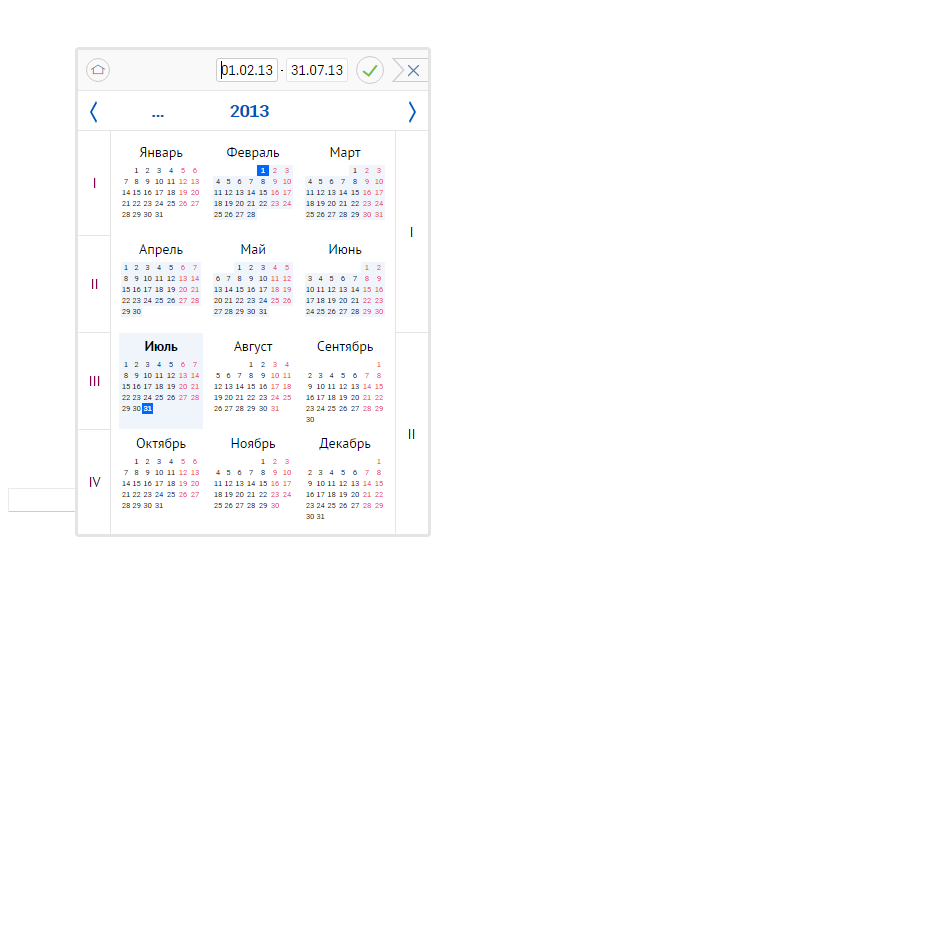 01.02.13 - 31.07.13
... 2013
Январь Февраль Март
1 2 3 4 5 6 1 2 3 1 2 3
7 8 9 10 11 12 13 4 5 6 7 8 9 10 4 5 6 7 8 9 10
I 14 15 16 17 18 19 20 11 12 13 14 15 16 17 11 12 13 14 15 16 17
21 22 23 24 25 26 27 18 19 20 21 22 23 24 18 19 20 21 22 23 24
28 29 30 31 25 26 27 28 25 26 27 28 29 30 31
I
Апрель Май Июнь
1 2 3 4 5 6 7 1 2 3 4 5 1 2
8 9 10 11 12 13 14 6 7 8 9 10 11 12 3 4 5 6 7 8 9
II 15 16 17 18 19 20 21 13 14 15 16 17 18 19 10 11 12 13 14 15 16
22 23 24 25 26 27 28 20 21 22 23 24 25 26 17 18 19 20 21 22 23
29 30 27 28 29 30 31 24 25 26 27 28 29 30
Июль Август Сентябрь
1 2 3 4 5 6 7 1 2 3 4 1
8 9 10 11 12 13 14 5 6 7 8 9 10 11 2 3 4 5 6 7 8
III 15 16 17 18 19 20 21 12 13 14 15 16 17 18 9 10 11 12 13 14 15
22 23 24 25 26 27 28 19 20 21 22 23 24 25 16 17 18 19 20 21 22
29 30 31 26 27 28 29 30 31 23 24 25 26 27 28 29
30
II
Октябрь Ноябрь Декабрь
1 2 3 4 5 6 1 2 3 1
7 8 9 10 11 12 13 4 5 6 7 8 9 10 2 3 4 5 6 7 8
IV 14 15 16 17 18 19 20 11 12 13 14 15 16 17 9 10 11 12 13 14 15
21 22 23 24 25 26 27 18 19 20 21 22 23 24 16 17 18 19 20 21 22
28 29 30 31 25 26 27 28 29 30 23 24 25 26 27 28 29
30 31